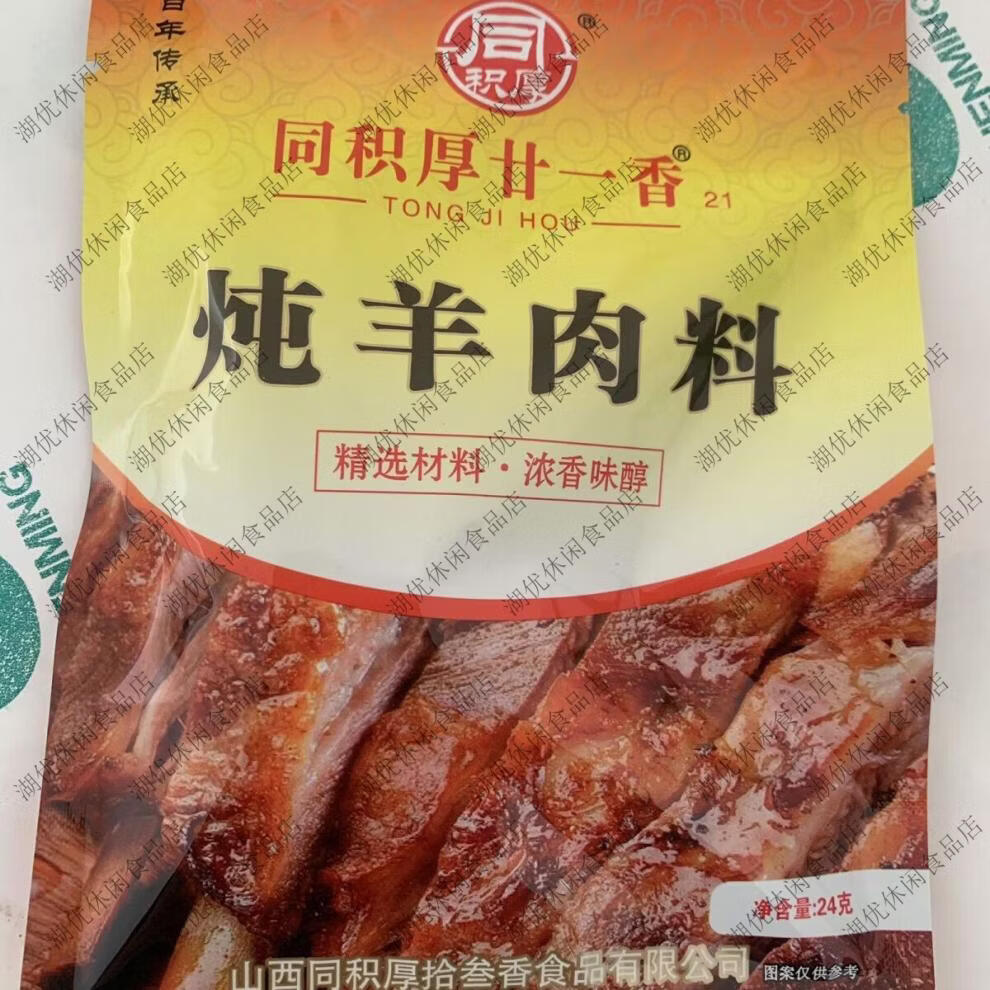 百年传承
同
积厚
®
同积厚廿一香®
21
TONG JI HOU
炖羊肉料
精选材料·浓香味醇
净含量:24克
山西同积厚拾叁香食品有限公司
图案仅供参考
湖优休闲食品店
ENMING
ENMIN